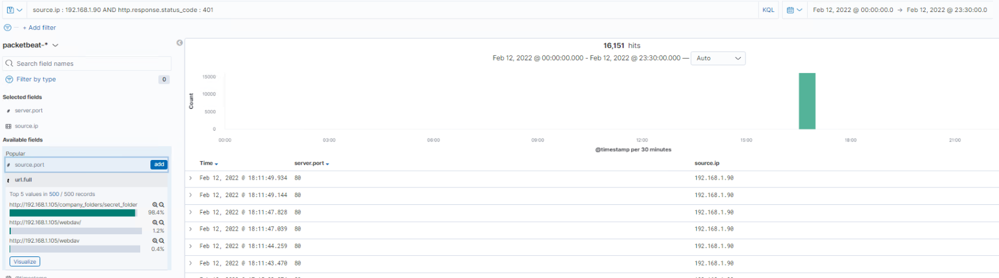 source.ip : 192.168.1.90 AND http.response.status_code : 401
KQL
Feb 12, 2022 @ 00:00:00.0 → Feb 12, 2022 @ 23:30:00.0
+ Add filter
packetbeat-*
Search field names
Filter by type 0
Selected fields
# server.port
source.ip
Available fields
Popular
# source.port add
t url.full
Top 5 values in 500 / 500 records
http://192.168.1.105/company_folders/secret_folder
98.4%
http://192.168.1.105/webdav/
1.2%
http://192.168.1.105/webdav
0.4%
Visualize
@timestamp
16,151 hits
Feb 12, 2022 @ 00:00:00.000 - Feb 12, 2022 @ 23:30:00.000 — Auto
Count
15000
10000
5000
0
00:00 03:00 06:00 09:00 12:00 15:00 18:00 21:00
@timestamp per 30 minutes
Time server.port source.ip
Feb 12, 2022 @ 18:11:49.934 80 192.168.1.90
Feb 12, 2022 @ 18:11:49.144 80 192.168.1.90
Feb 12, 2022 @ 18:11:47.828 80 192.168.1.90
Feb 12, 2022 @ 18:11:47.039 80 192.168.1.90
Feb 12, 2022 @ 18:11:44.259 80 192.168.1.90
Feb 12, 2022 @ 18:11:43.470 80 192.168.1.90